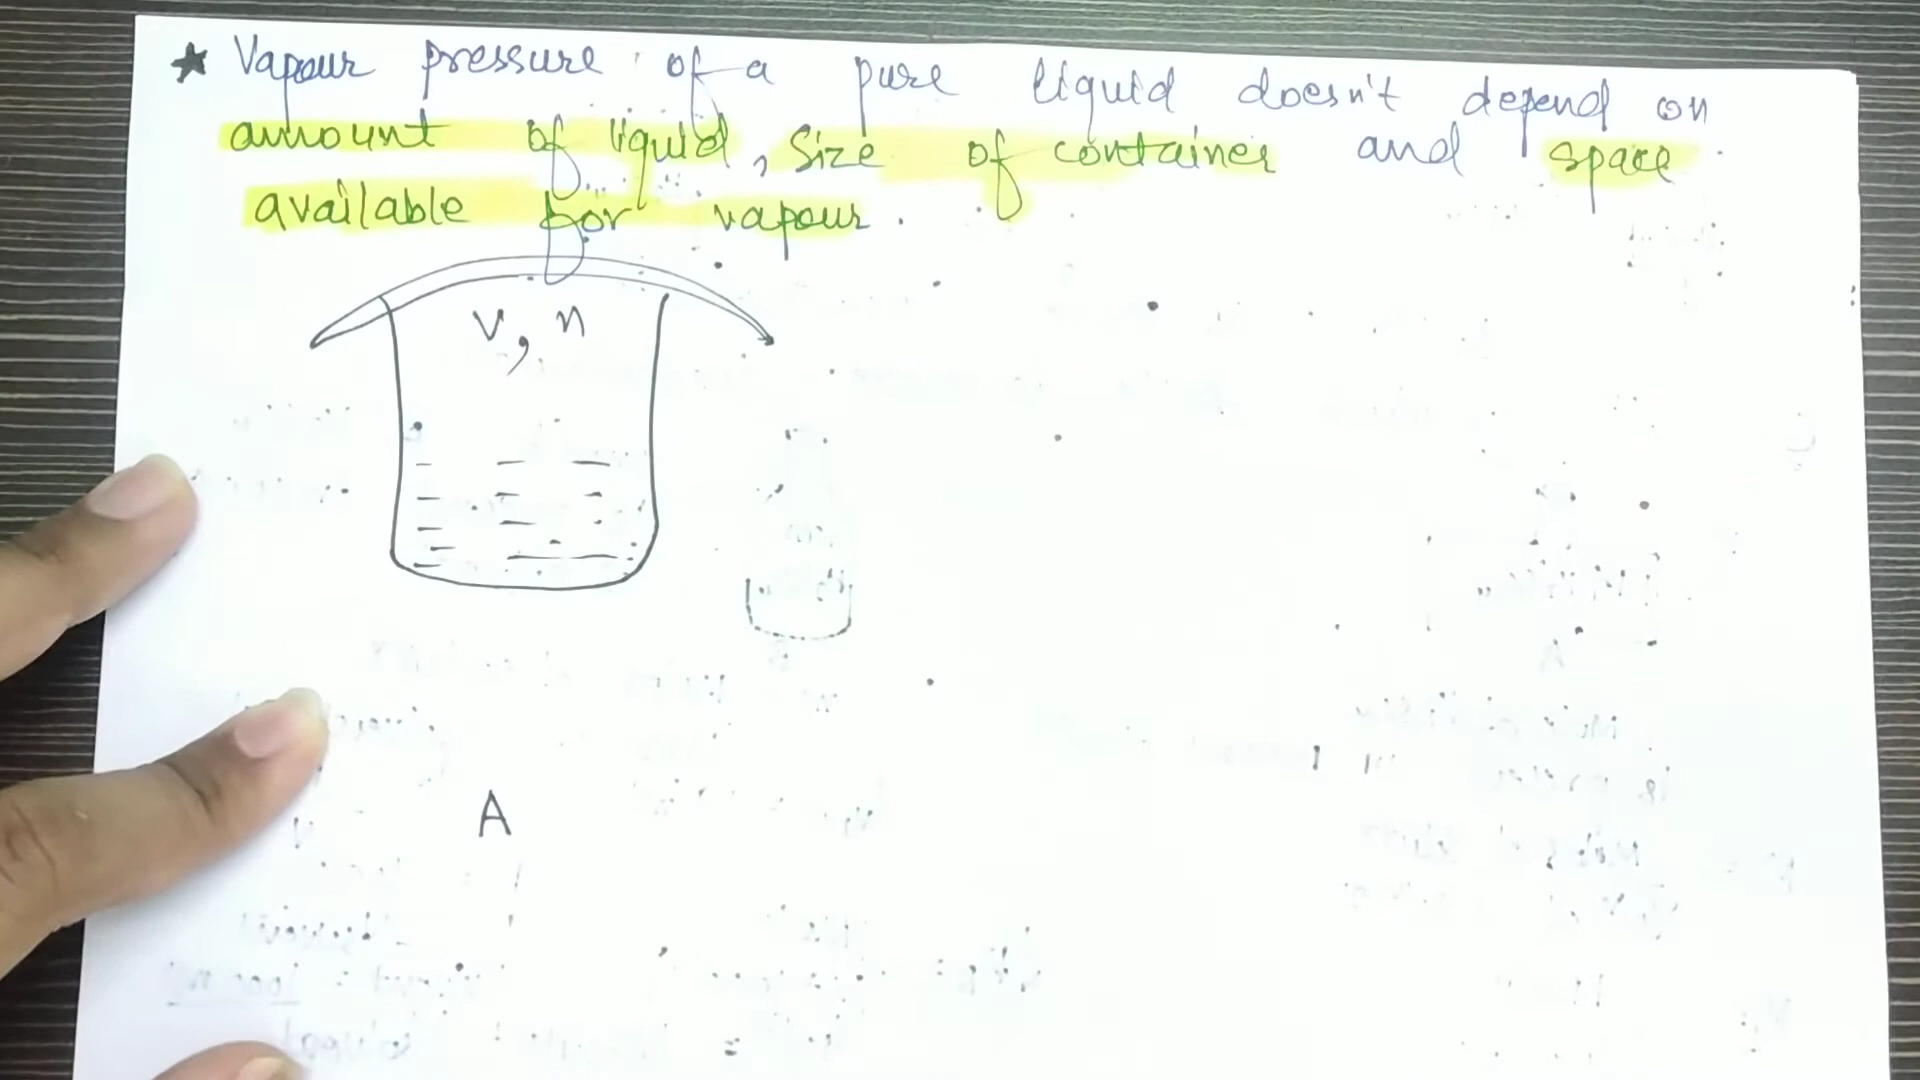 ★ Vapour pressure of a pure liquid doesn't depend on
amount of liquid, Size of container and space
available for vapour.
V, n
A